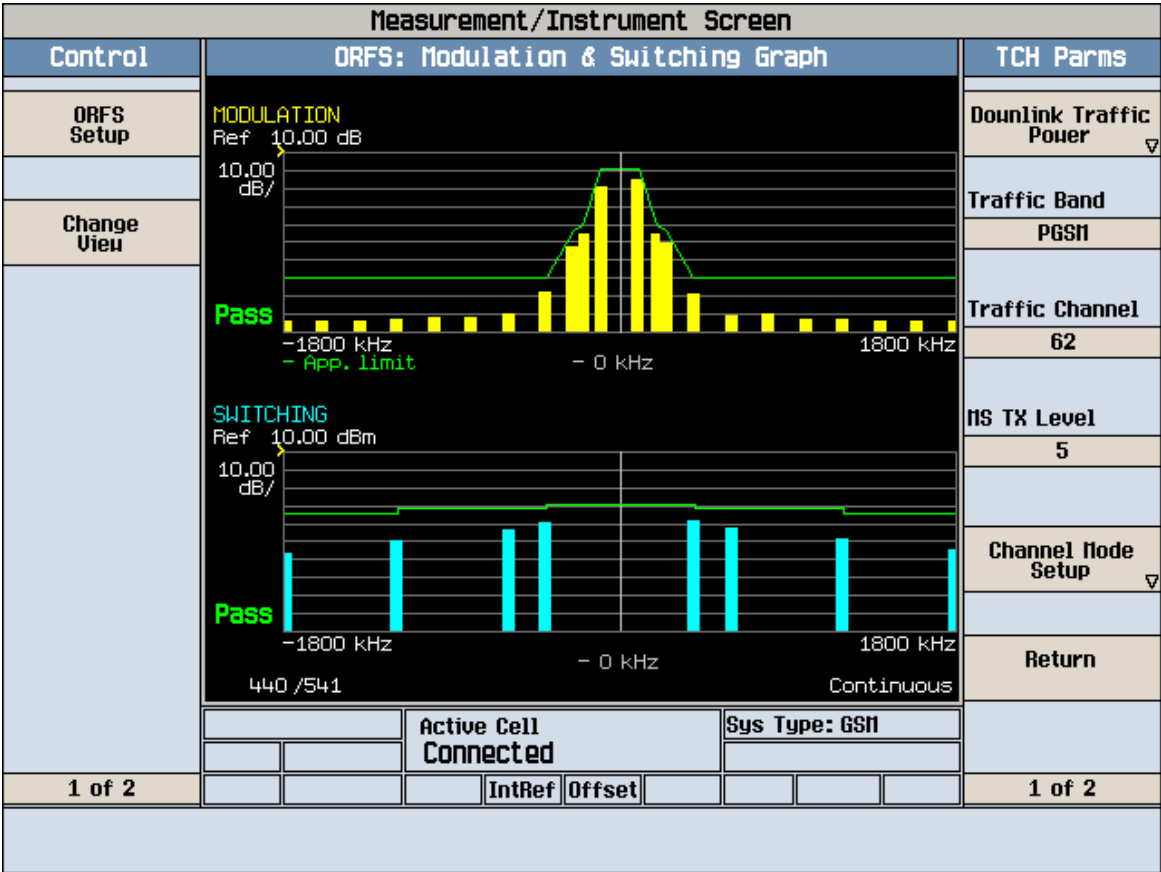 Measurement/Instrument Screen
Control
ORFS: Modulation & Switching Graph
TCH Parms
ORFS
Setup
Change
View
MODULATION
Ref 10.00 dB
10.00
dB/
Pass
-1800 kHz
1800 kHz
- App. limit
- 0 kHz
SWITCHING
Ref 10.00 dBm
10.00
dB/
Pass
-1800 kHz
1800 kHz
- 0 kHz
440 /541
Continuous
Downlink Traffic
Power
Traffic Band
PGSM
Traffic Channel
62
MS TX Level
5
Channel Mode
Setup
Return
Active Cell
Connected
Sys Type: GSM
1 of 2
IntRef
Offset
1 of 2